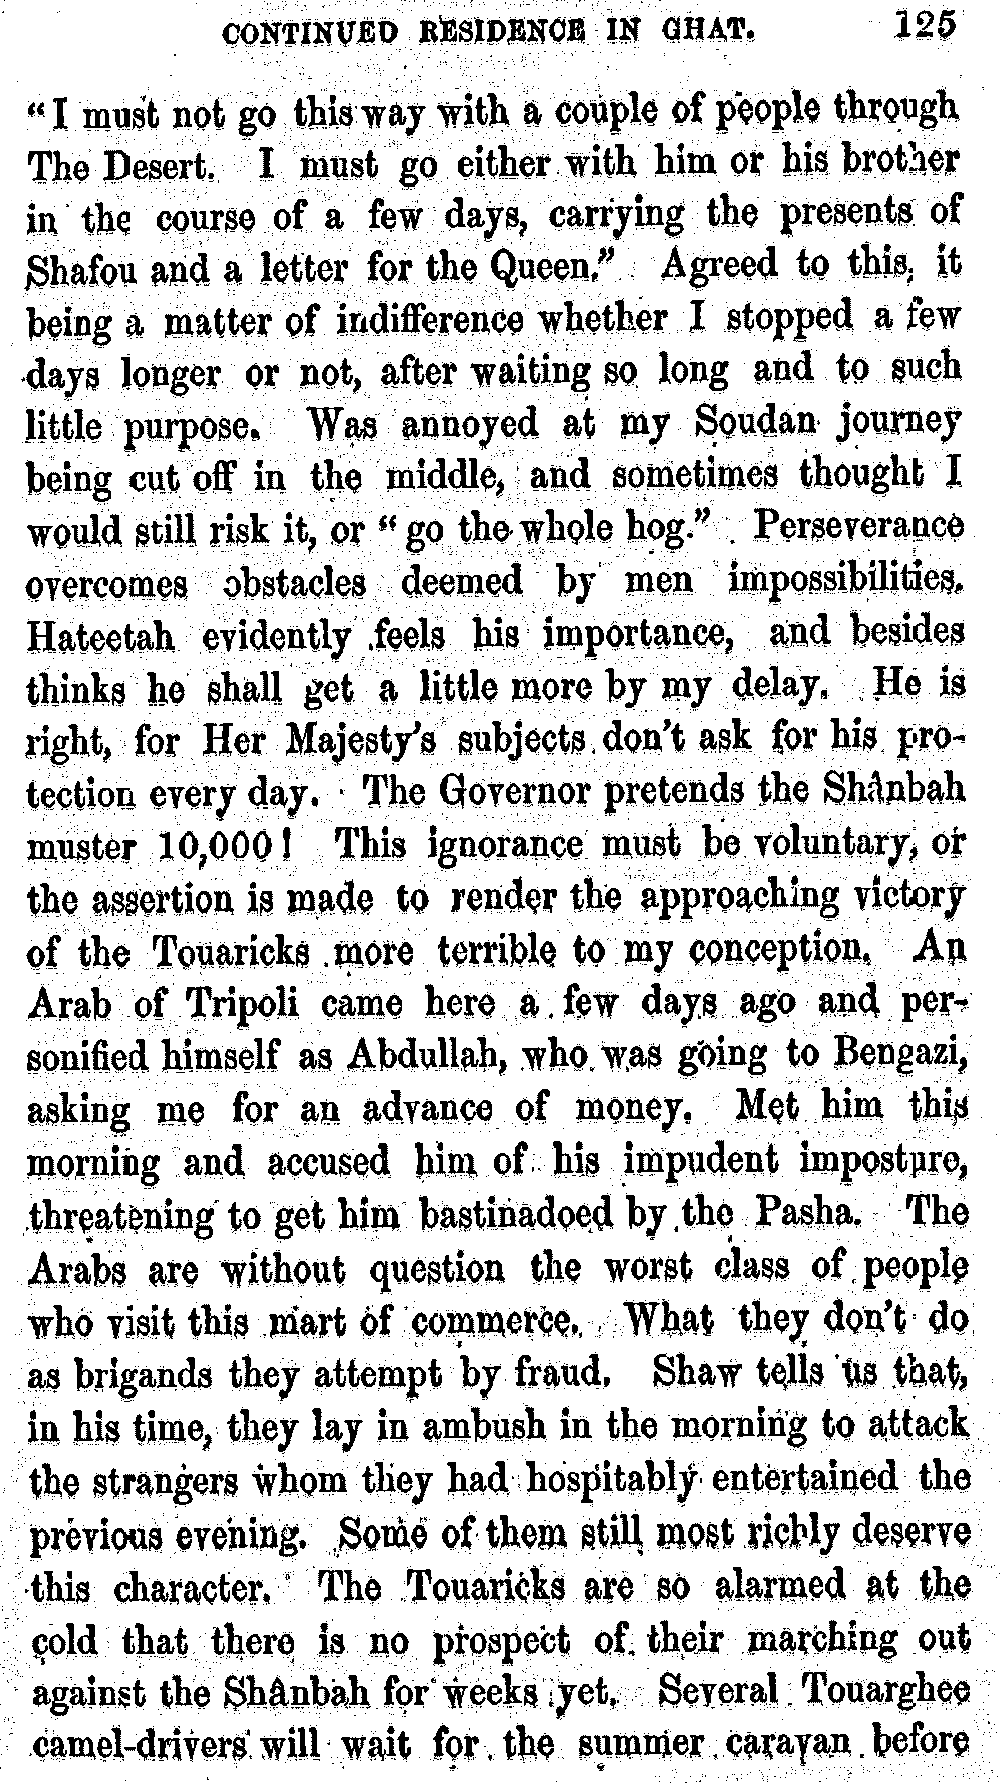 CONTINUED RESIDENCE IN GHAT. 125
"I must not go this way with a couple of people through
The Desert. I must go either with him or his brother
in the course of a few days, carrying the presents of
Shafou and a letter for the Queen." Agreed to this, it
being a matter of indifference whether I stopped a few
days longer or not, after waiting so long and to such
little purpose. Was annoyed at my Soudan journey
being cut off in the middle, and sometimes thought I
would still risk it, or "go the whole hog." Perseverance
overcomes obstacles deemed by men impossibilities.
Hateetah evidently feels his importance, and besides
thinks he shall get a little more by my delay. He is
right, for Her Majesty's subjects don't ask for his pro-
tection every day. The Governor pretends the Shânbah
muster 10,000! This ignorance must be voluntary, or
the assertion is made to render the approaching victory
of the Touaricks more terrible to my conception. An
Arab of Tripoli came here a few days ago and per-
sonified himself as Abdullah, who was going to Bengazi,
asking me for an advance of money. Met him this
morning and accused him of his impudent imposture,
threatening to get him bastinadoed by the Pasha. The
Arabs are without question the worst class of people
who visit this mart of commerce. What they don't do
as brigands they attempt by fraud. Shaw tells us that,
in his time, they lay in ambush in the morning to attack
the strangers whom they had hospitably entertained the
previous evening. Some of them still most richly deserve
this character. The Touaricks are so alarmed at the
cold that there is no prospect of their marching out
against the Shânbah for weeks yet. Several Touarghee
camel-drivers will wait for the summer caravan before